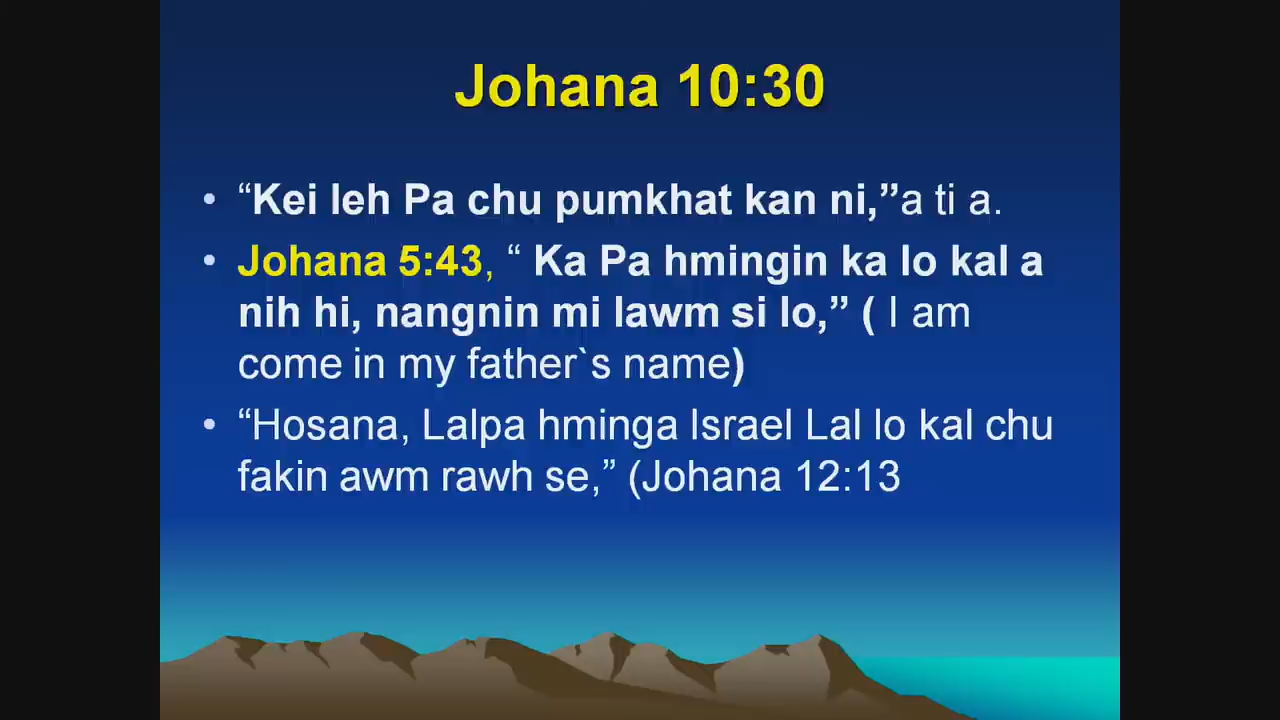 Johana 10:30
• “Kei leh Pa chu pumkhat kan ni,”a ti a.
• Johana 5:43, “ Ka Pa hmingin ka lo kal a
nih hi, nangnin mi lawm si lo,” ( I am
come in my father`s name)
• “Hosana, Lalpa hminga Israel Lal lo kal chu
fakin awm rawh se,” (Johana 12:13